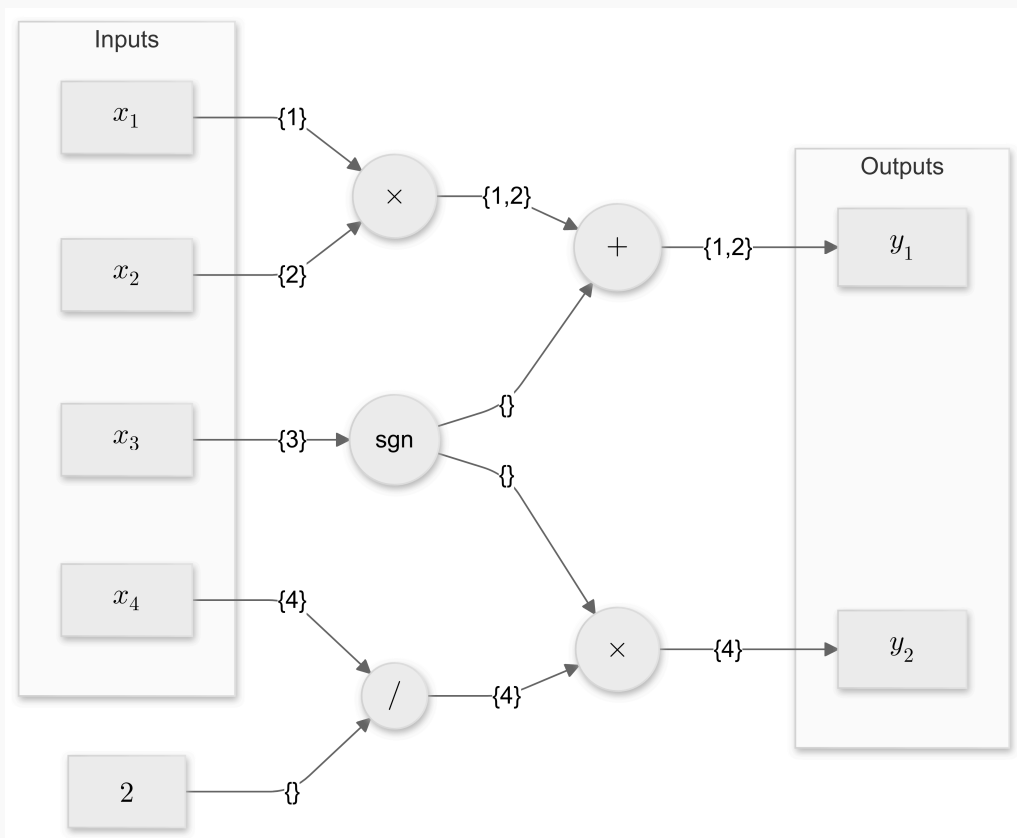 Inputs
x₁
{1}
x₂
{2}
×
{1,2}
+
{1,2}
Outputs
y₁
x₃
{3}
sgn
{}
{}
x₄
{4}
/
{4}
×
{4}
y₂
2
{}